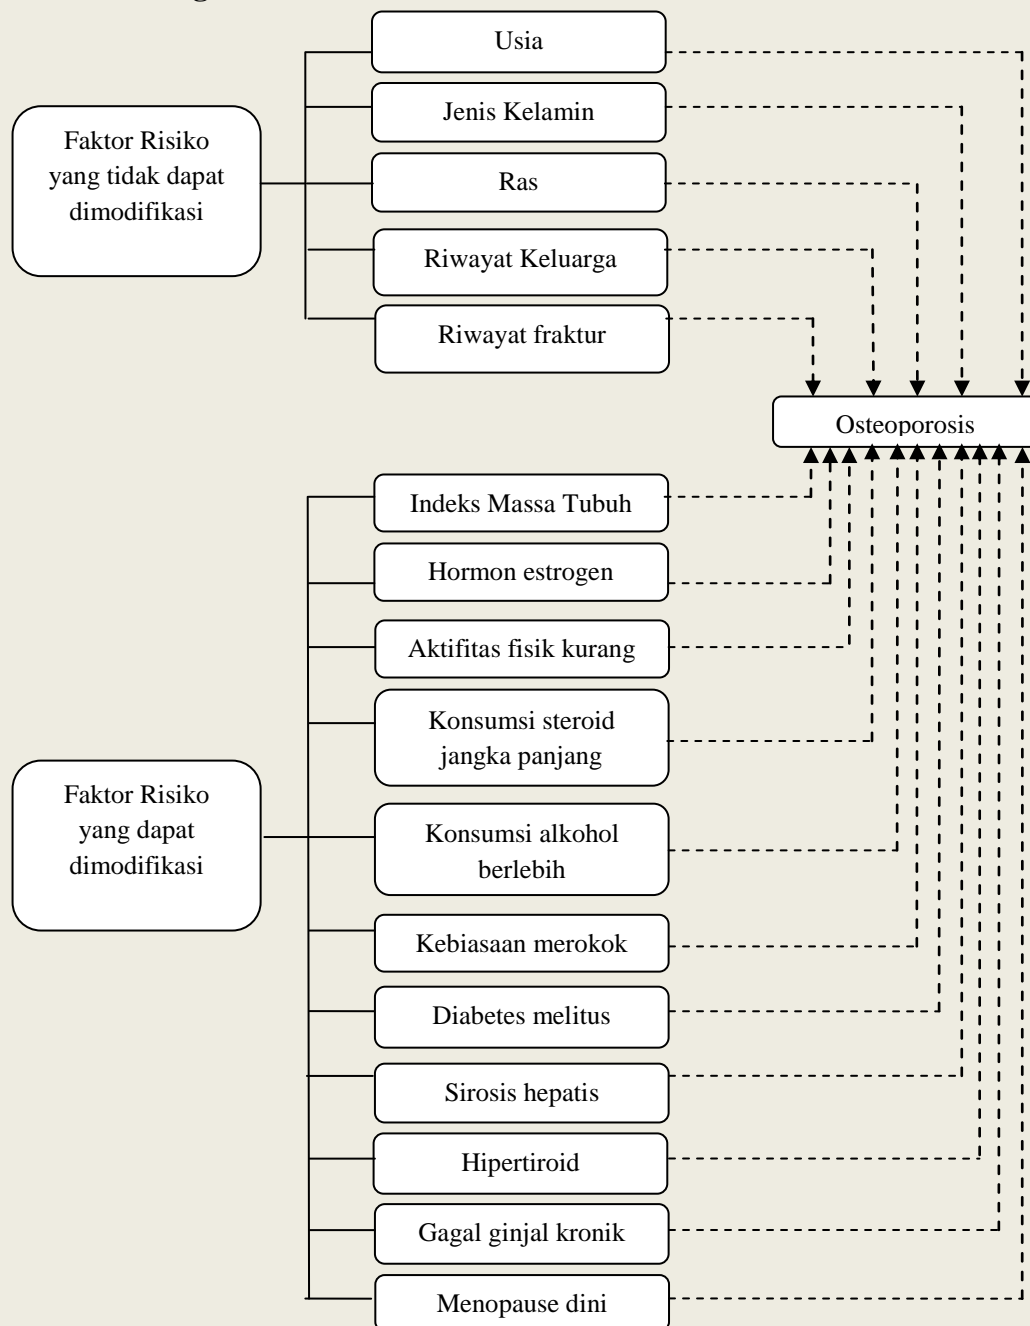 Usia
Jenis Kelamin
Faktor Risiko
yang tidak dapat
dimodifikasi
Ras
Riwayat Keluarga
Riwayat fraktur
Osteoporosis
Indeks Massa Tubuh
Hormon estrogen
Aktifitas fisik kurang
Konsumsi steroid
jangka panjang
Faktor Risiko
yang dapat
dimodifikasi
Konsumsi alkohol
berlebih
Kebiasaan merokok
Diabetes melitus
Sirosis hepatis
Hipertiroid
Gagal ginjal kronik
Menopause dini